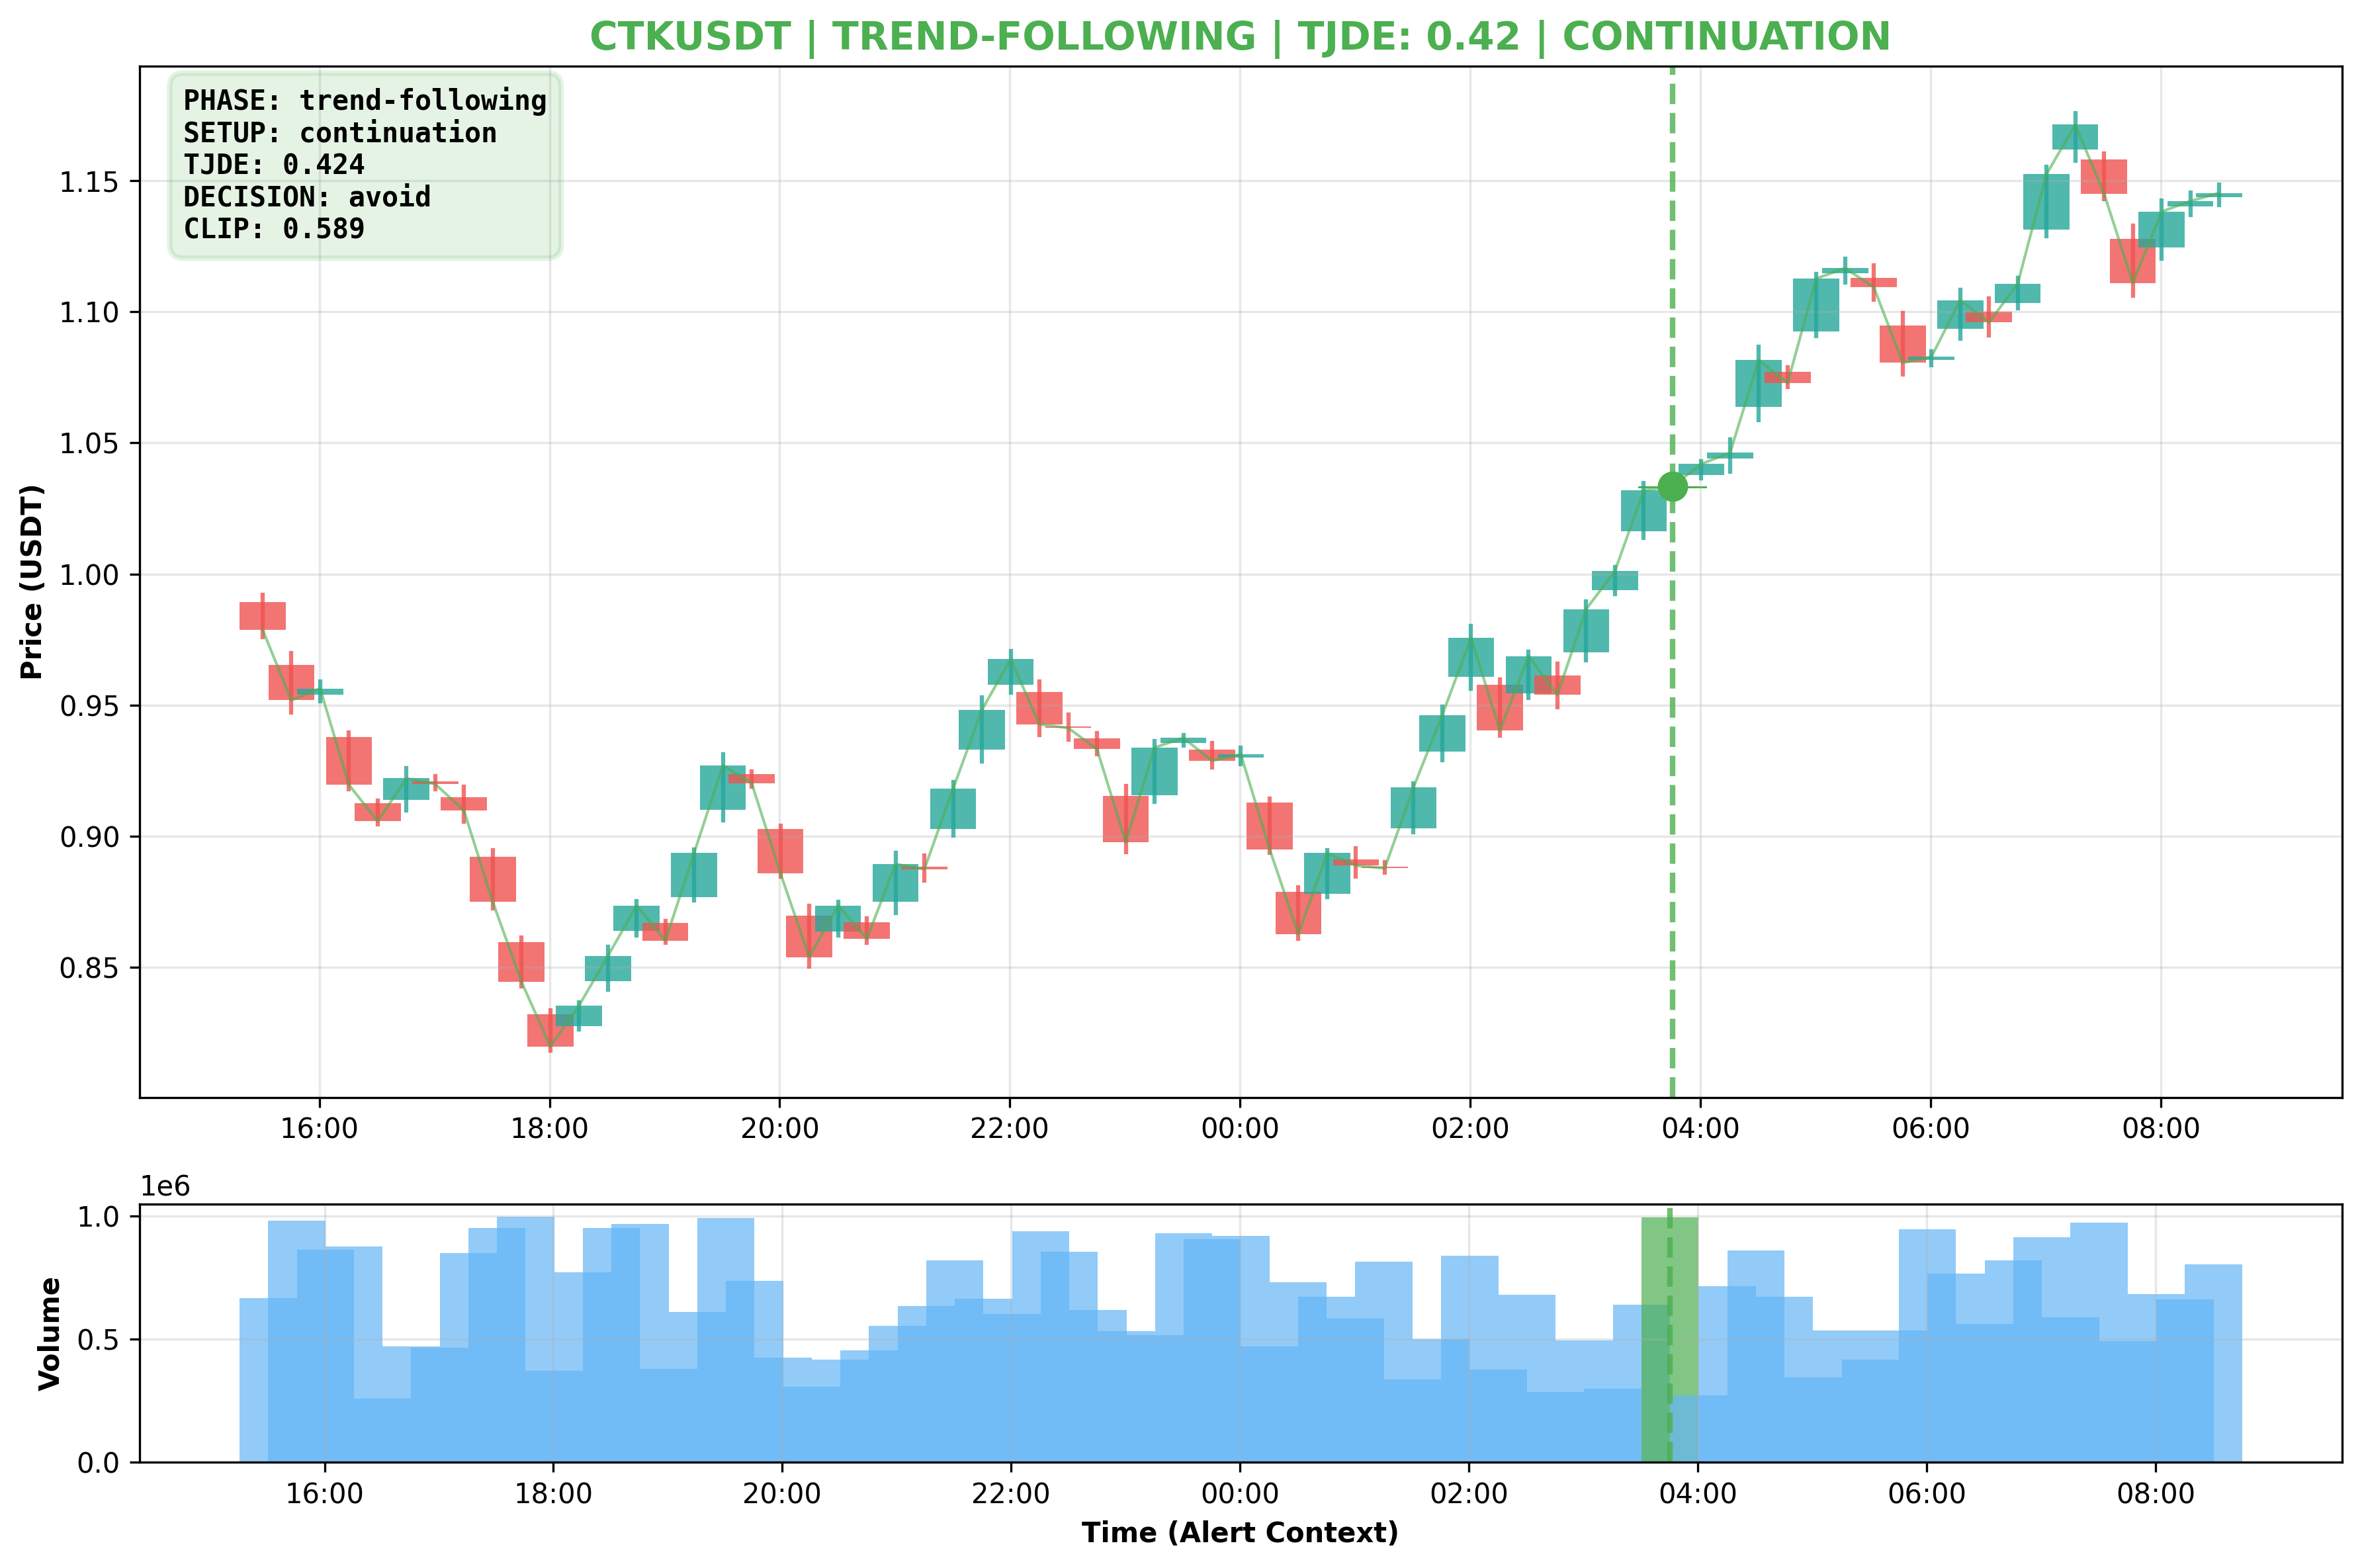 CTKUSDT | TREND-FOLLOWING | TJDE: 0.42 | CONTINUATION
PHASE: trend-following
SETUP: continuation
TJDE: 0.424
DECISION: avoid
CLIP: 0.589
Price (USDT)
1.15
1.10
1.05
1.00
0.95
0.90
0.85
16:00 18:00 20:00 22:00 00:00 02:00 04:00 06:00 08:00
1e6
Volume
1.0
0.5
0.0
16:00 18:00 20:00 22:00 00:00 02:00 04:00 06:00 08:00
Time (Alert Context)